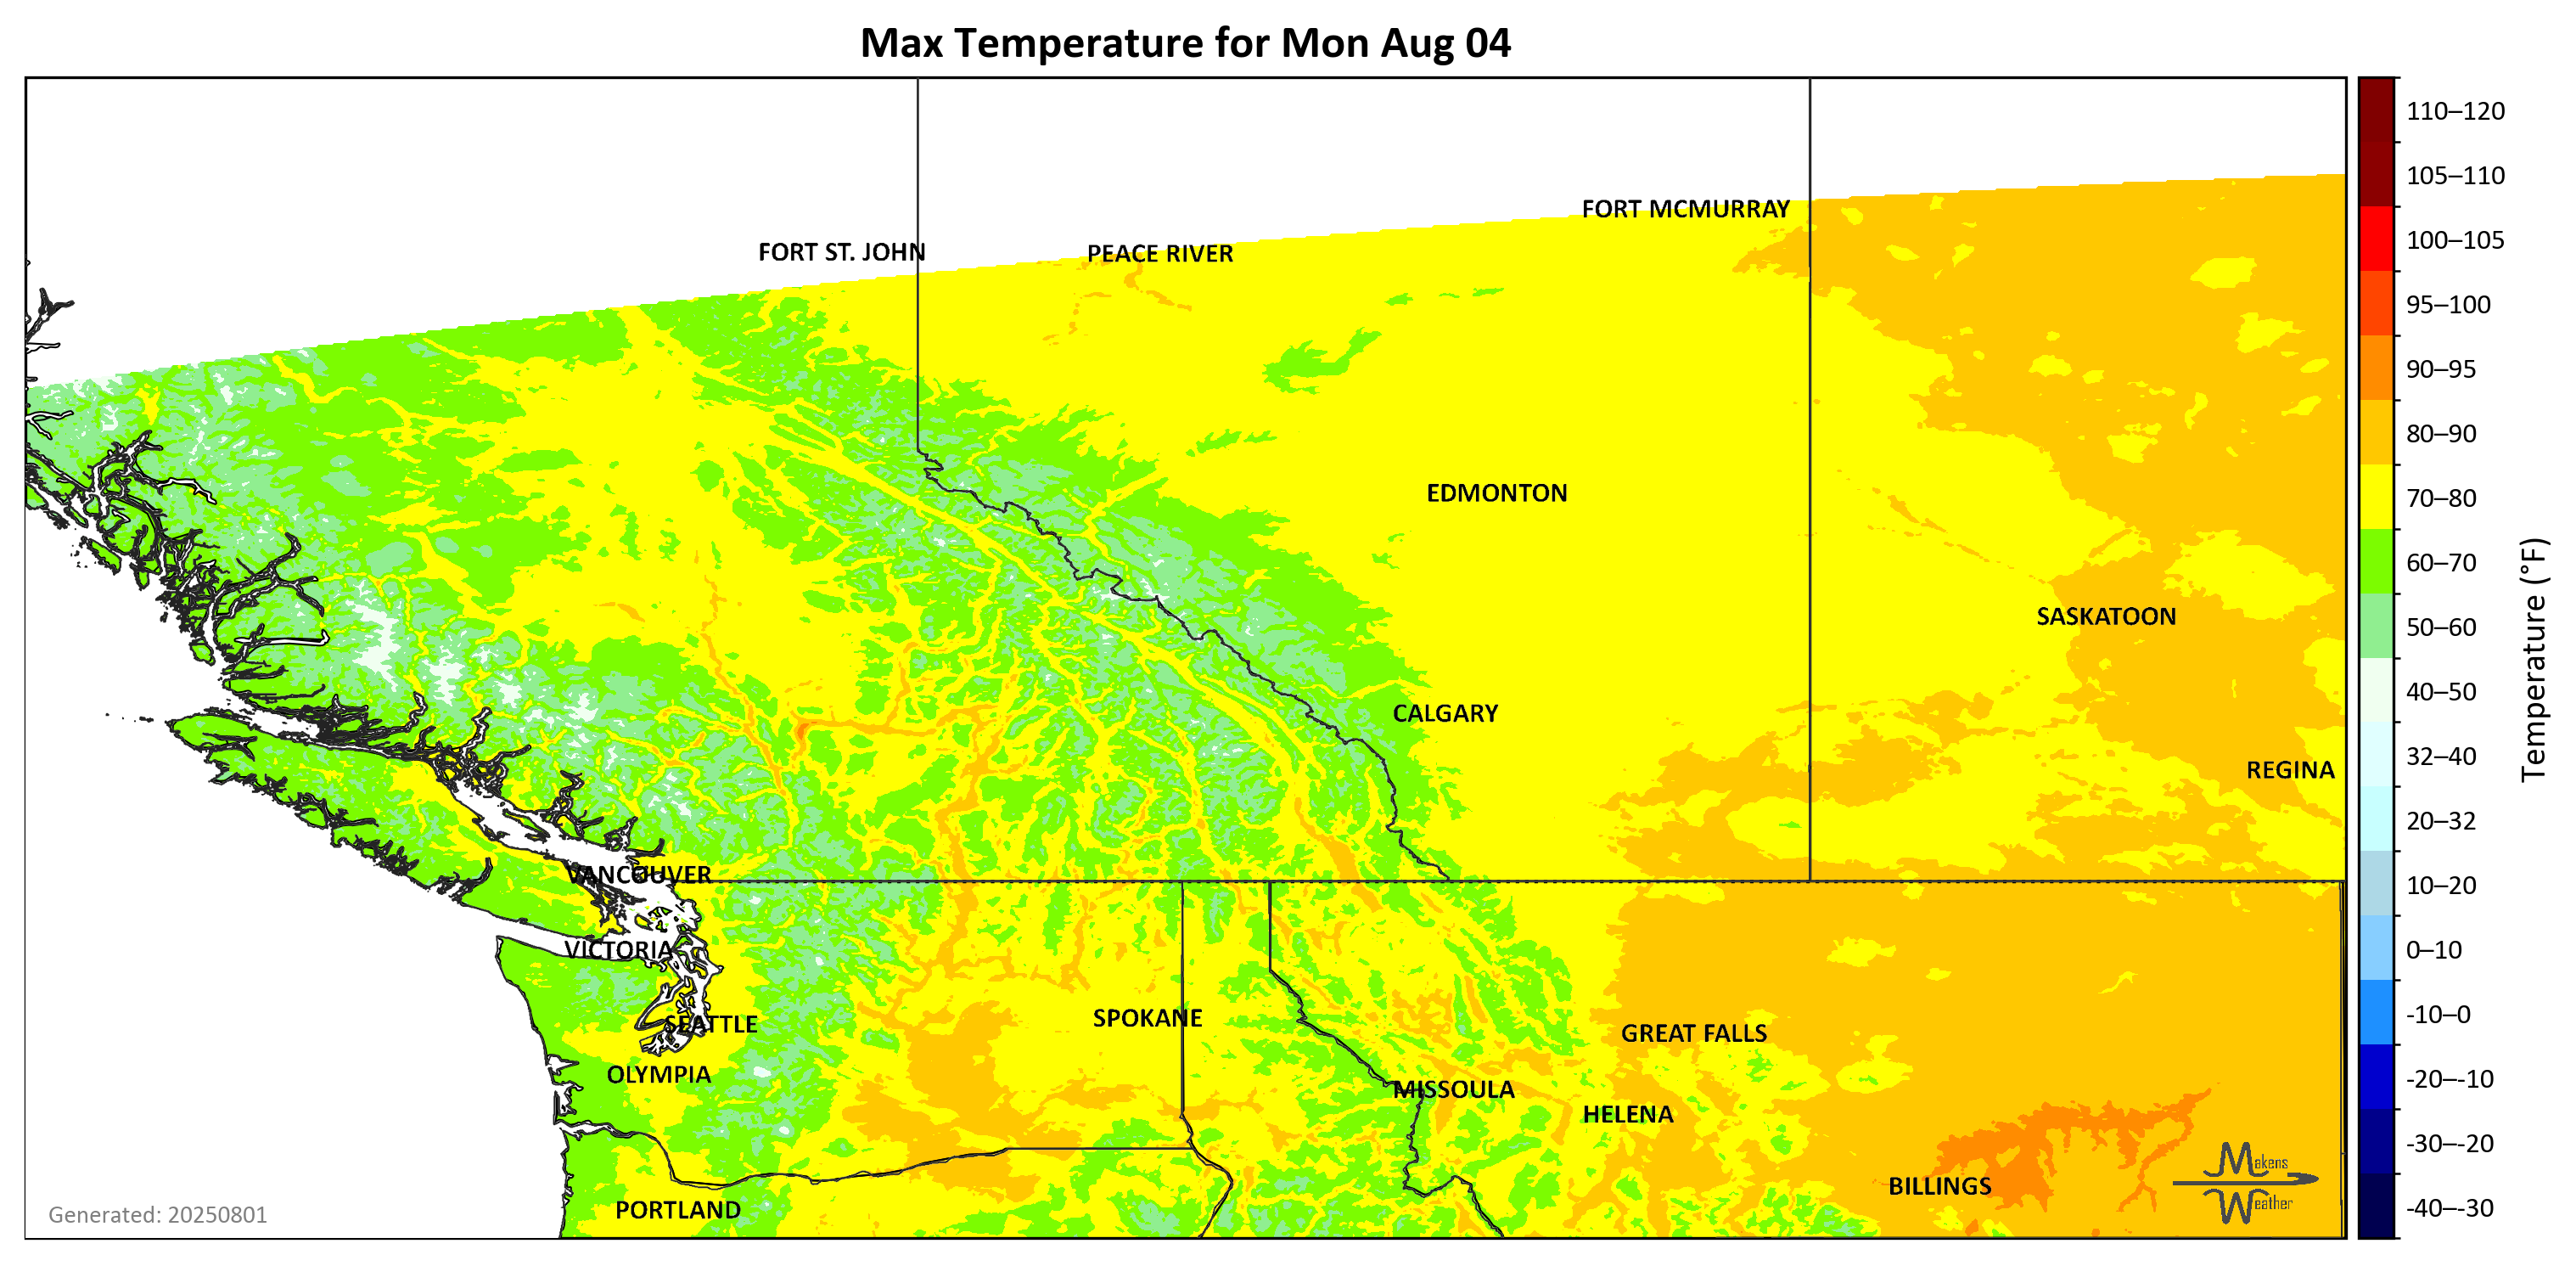 Max Temperature for Mon Aug 04
FORT MCMURRAY
FORT ST. JOHN
PEACE RIVER
EDMONTON
SASKATOON
CALGARY
REGINA
VANCOUVER
VICTORIA
SEATTLE
SPOKANE
GREAT FALLS
OLYMPIA
MISSOULA
HELENA
BILLINGS
PORTLAND
Makens
Weather
Generated: 20250801
110–120
105–110
100–105
95–100
90–95
80–90
70–80
60–70
50–60
40–50
32–40
20–32
10–20
0–10
-10–0
-20–-10
-30–-20
-40–-30
Temperature (°F)